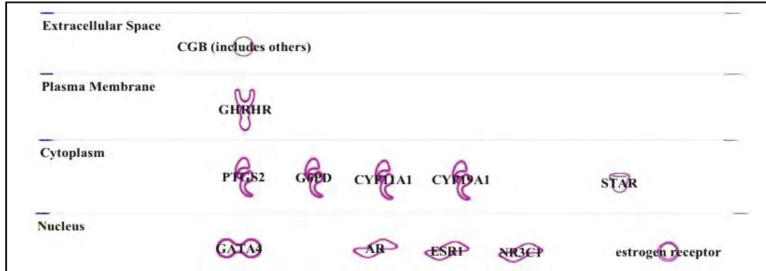 Extracellular Space
CGB (includes others)
Plasma Membrane
GHRHR
Cytoplasm
PTGS2 G6PD CYP11A1 CYP19A1 STAR
Nucleus
GATA4 AR ESR1 NR3C1 estrogen receptor